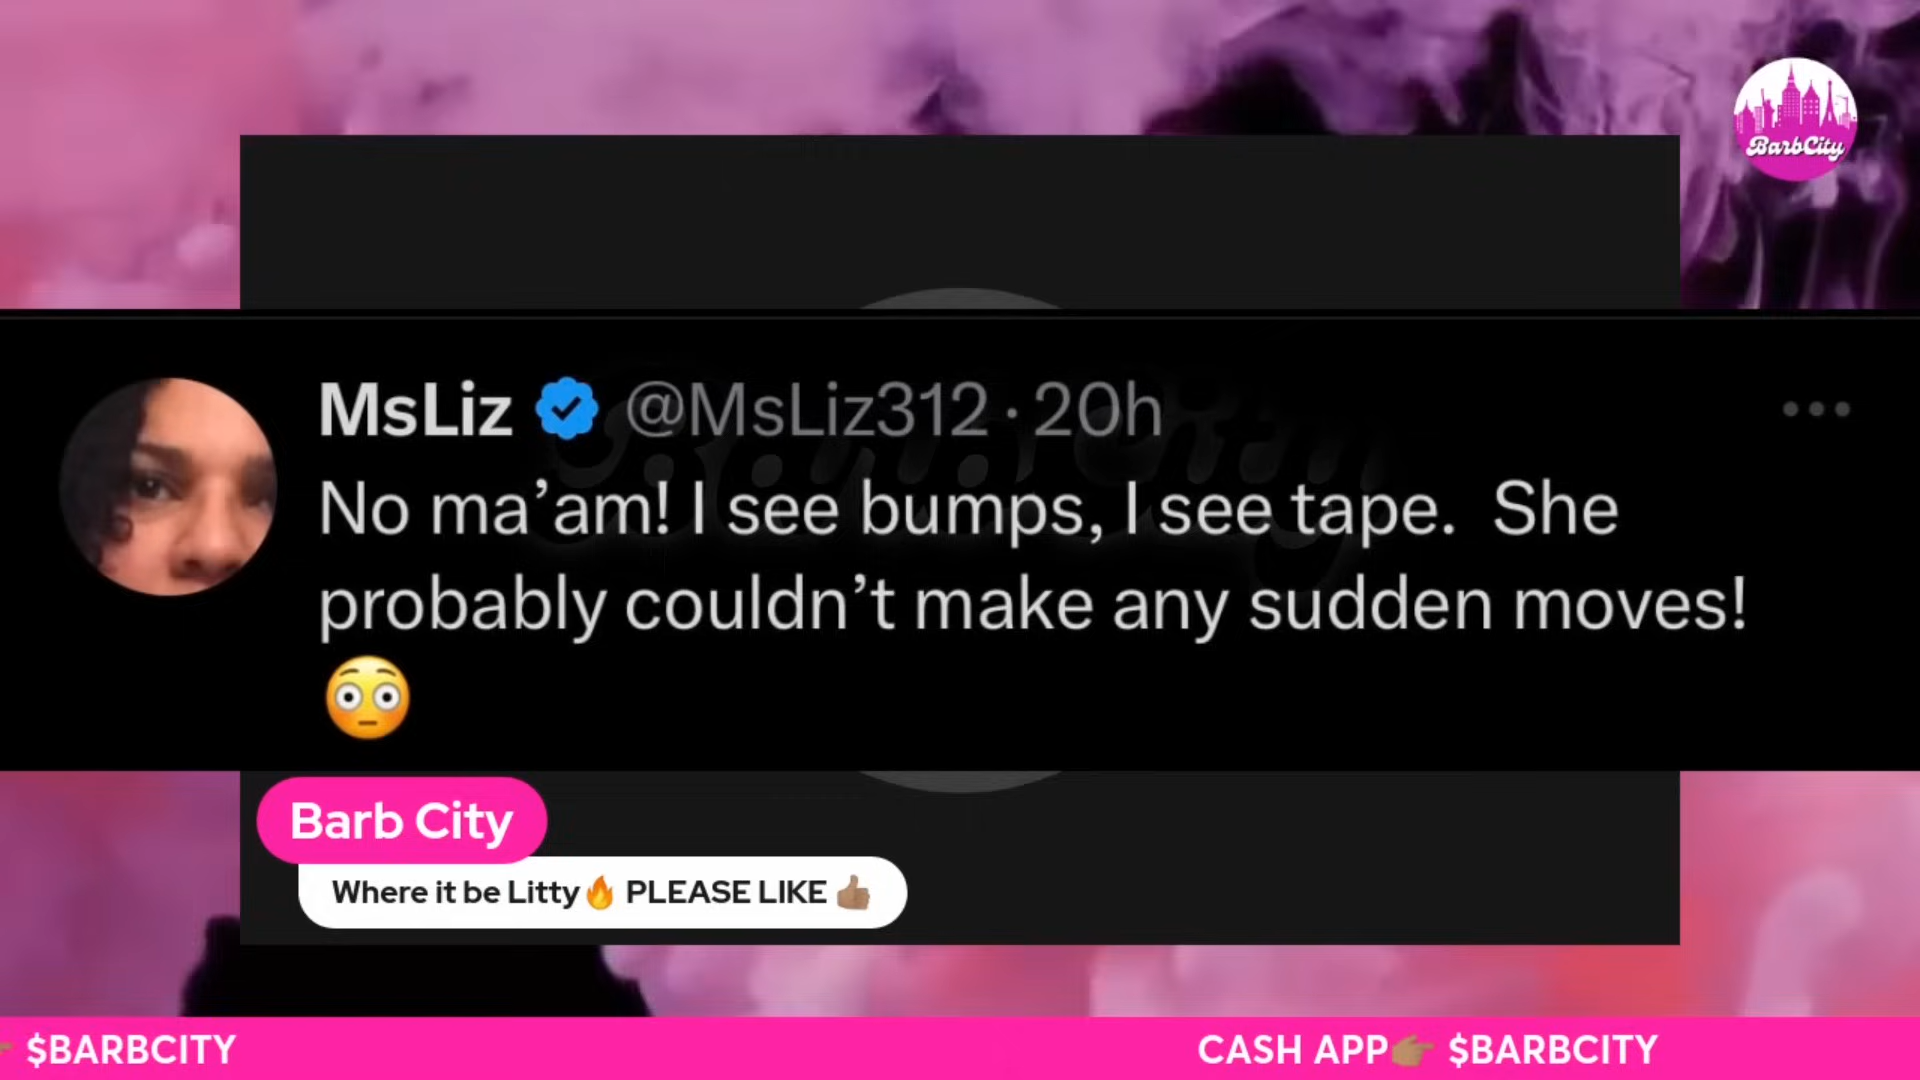 BarbCity
MsLiz @MsLiz312 · 20h
No ma’am! I see bumps, I see tape. She
probably couldn’t make any sudden moves!
😳
Barb City
Where it be Litty🔥 PLEASE LIKE 👍🏽
$BARBCITY
CASH APP👉🏽 $BARBCITY